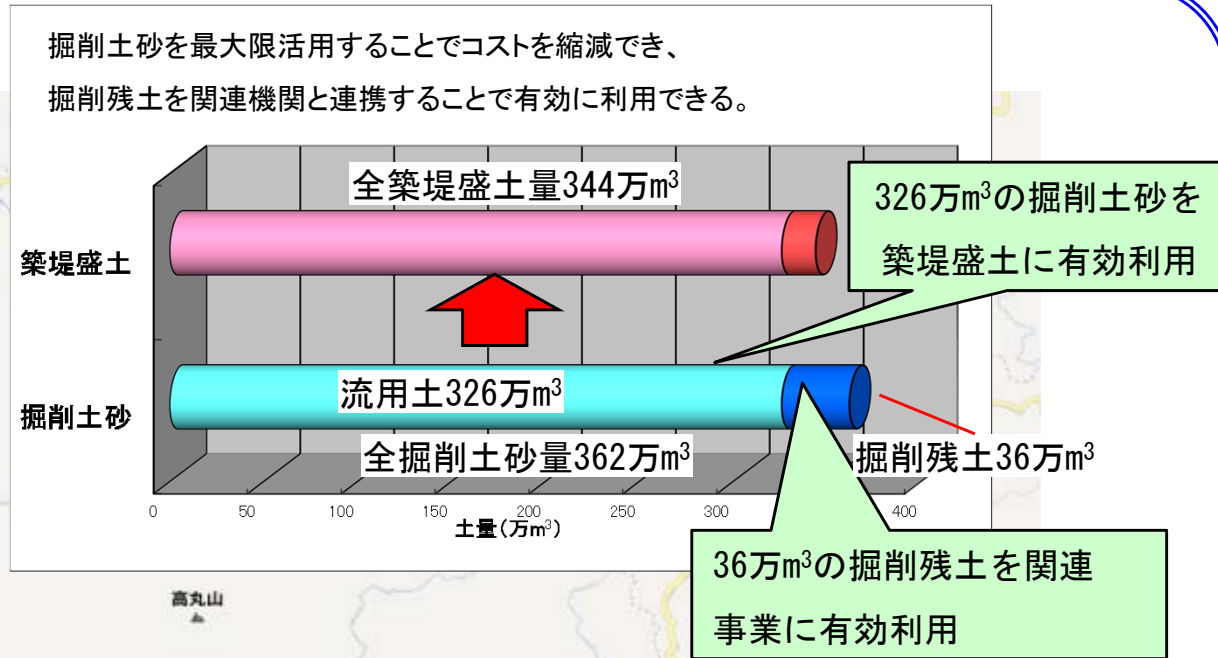 掘削土砂を最大限活用することでコストを縮減でき、
掘削残土を関連機関と連携することで有効に利用できる。
全築堤盛土量344万m³
326万m³の掘削土砂を
築堤盛土に有効利用
築堤盛土
流用土326万m³
掘削土砂
全掘削土砂量362万m³
掘削残土36万m³
0 50 100 150 200 250 300 400
土量(万m³)
36万m³の掘削残土を関連
事業に有効利用
高丸山